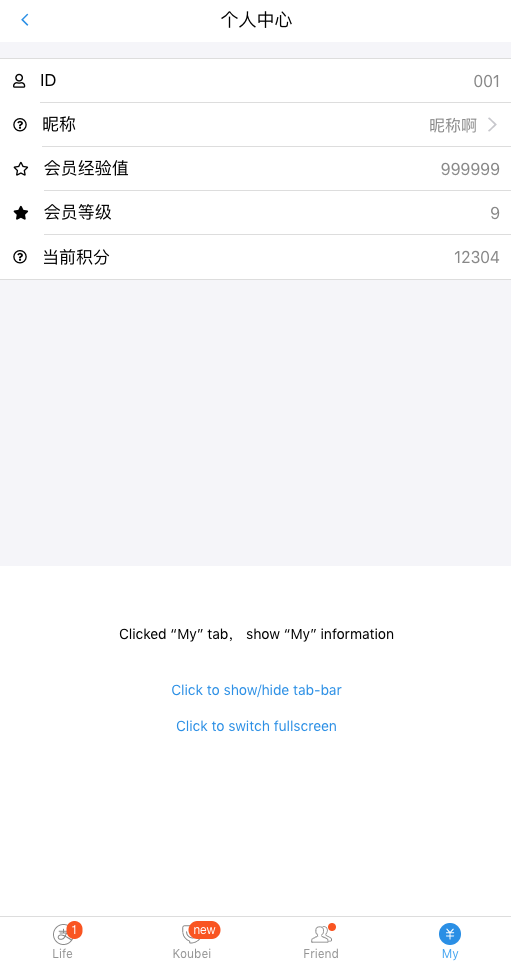 个人中心
ID 001
昵称 昵称啊
会员经验值 999999
会员等级 9
当前积分 12304
Clicked “My” tab， show “My” information
Click to show/hide tab-bar
Click to switch fullscreen
支 1 new ¥
Life Koubei Friend My